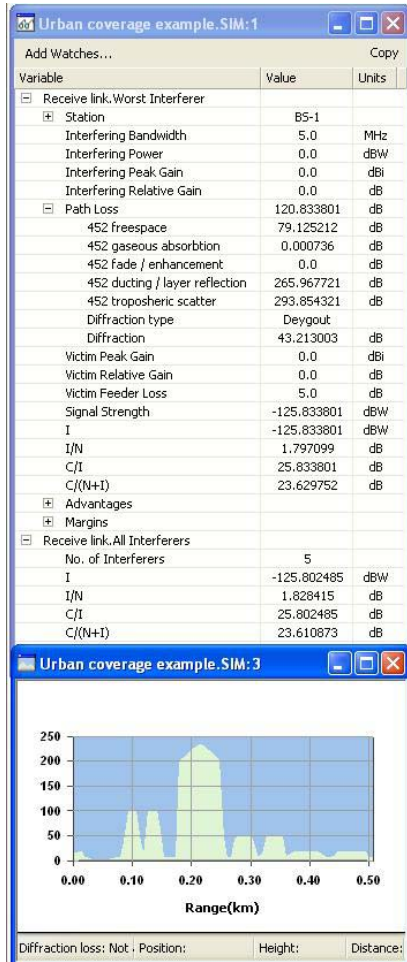 Urban coverage example.SIM:1
Add Watches... Copy
Variable Value Units
Receive link.Worst Interferer
Station BS-1
Interfering Bandwidth 5.0 MHz
Interfering Power 0.0 dBW
Interfering Peak Gain 0.0 dBi
Interfering Relative Gain 0.0 dB
Path Loss 120.833801 dB
452 freespace 79.125212 dB
452 gaseous absorbtion 0.000736 dB
452 fade / enhancement 0.0 dB
452 ducting / layer reflection 265.967721 dB
452 troposheric scatter 293.854321 dB
Diffraction type Deygout
Diffraction 43.213003 dB
Victim Peak Gain 0.0 dBi
Victim Relative Gain 0.0 dB
Victim Feeder Loss 5.0 dB
Signal Strength -125.833801 dBW
I -125.833801 dBW
I/N 1.797099 dB
C/I 25.833801 dB
C/(N+I) 23.629752 dB
Advantages
Margins
Receive link.All Interferers
No. of Interferers 5
I -125.802485 dBW
I/N 1.828415 dB
C/I 25.802485 dB
C/(N+I) 23.610873 dB
Urban coverage example.SIM:3
250
200
150
100
50
0
0.00 0.10 0.20 0.30 0.40 0.50
Range(km)
Diffraction loss: Not Position: Height: Distance: